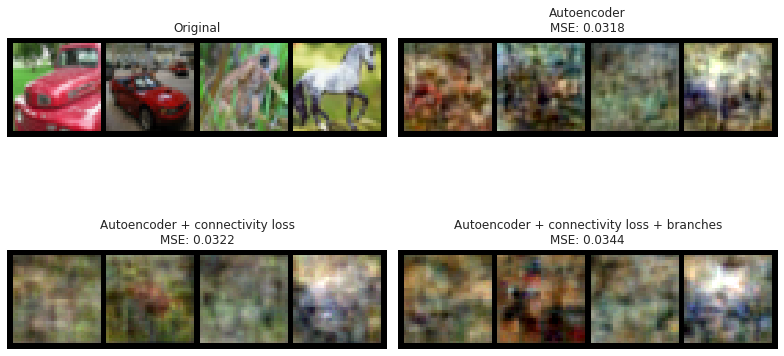 Original
Autoencoder
MSE: 0.0318
Autoencoder + connectivity loss
MSE: 0.0322
Autoencoder + connectivity loss + branches
MSE: 0.0344